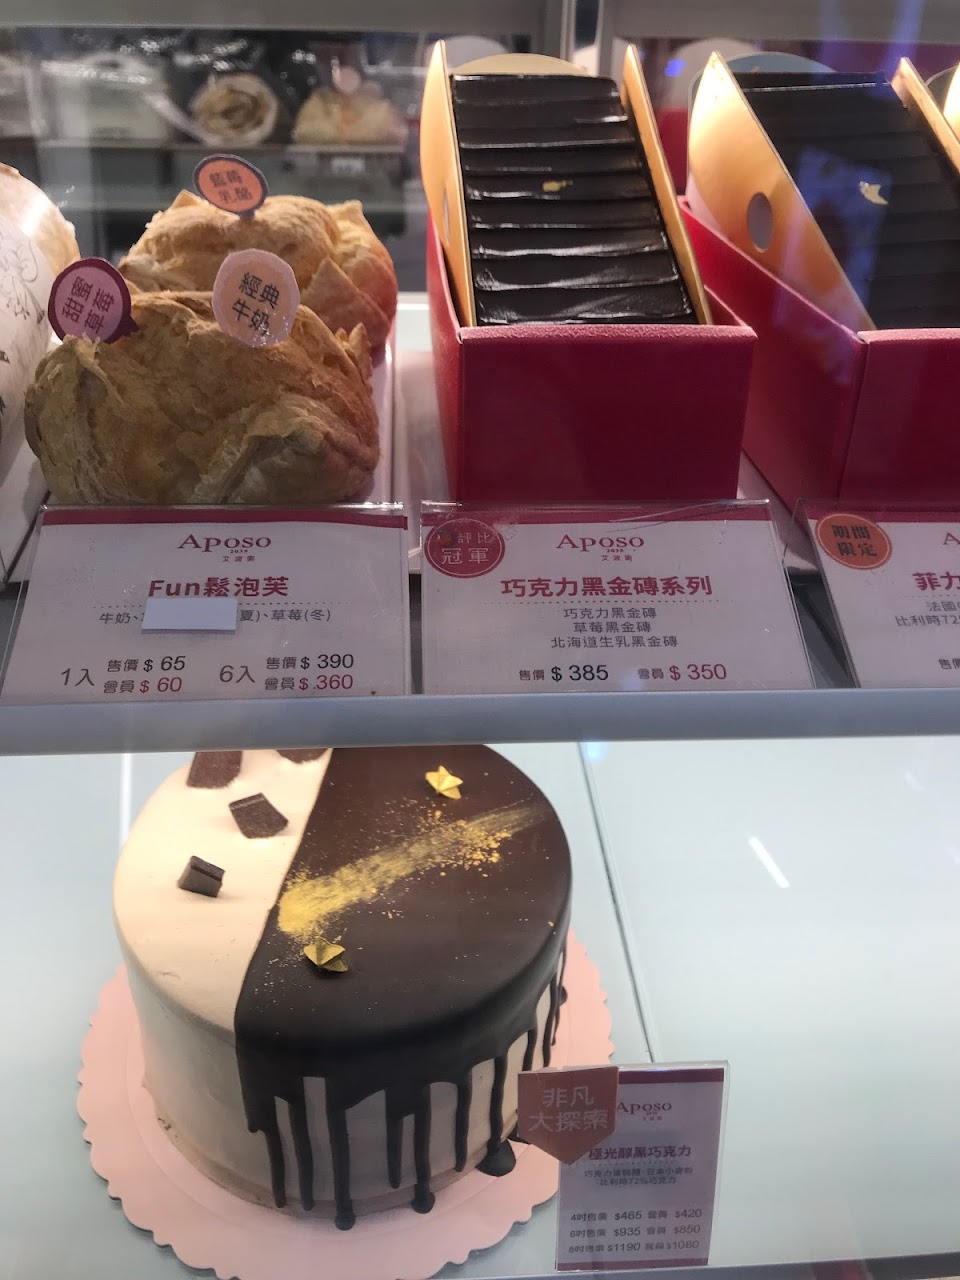 藍莓
乳酪
甜蜜
草莓
經典
牛奶
APOSO
2039
艾波索
Fun鬆泡芙
牛奶、
夏)、草莓(冬)
1入 售價 $ 65
會員 $ 60
6入 售價 $ 390
會員 $ 360
評比
冠軍
APOSO
2039
艾波索
巧克力黑金磚系列
巧克力黑金磚
草莓黑金磚
北海道生乳黑金磚
售價 $ 385 會員 $ 350
期間
限定
A
菲力
法國
比利時72
售
非凡
大探索
APOSO
極光醇黑巧克力
比利時72%巧克力
4吋售價 $465 會員 $420
6吋售價 $935 會員 $850
8吋售價 $1190 會員 $1080